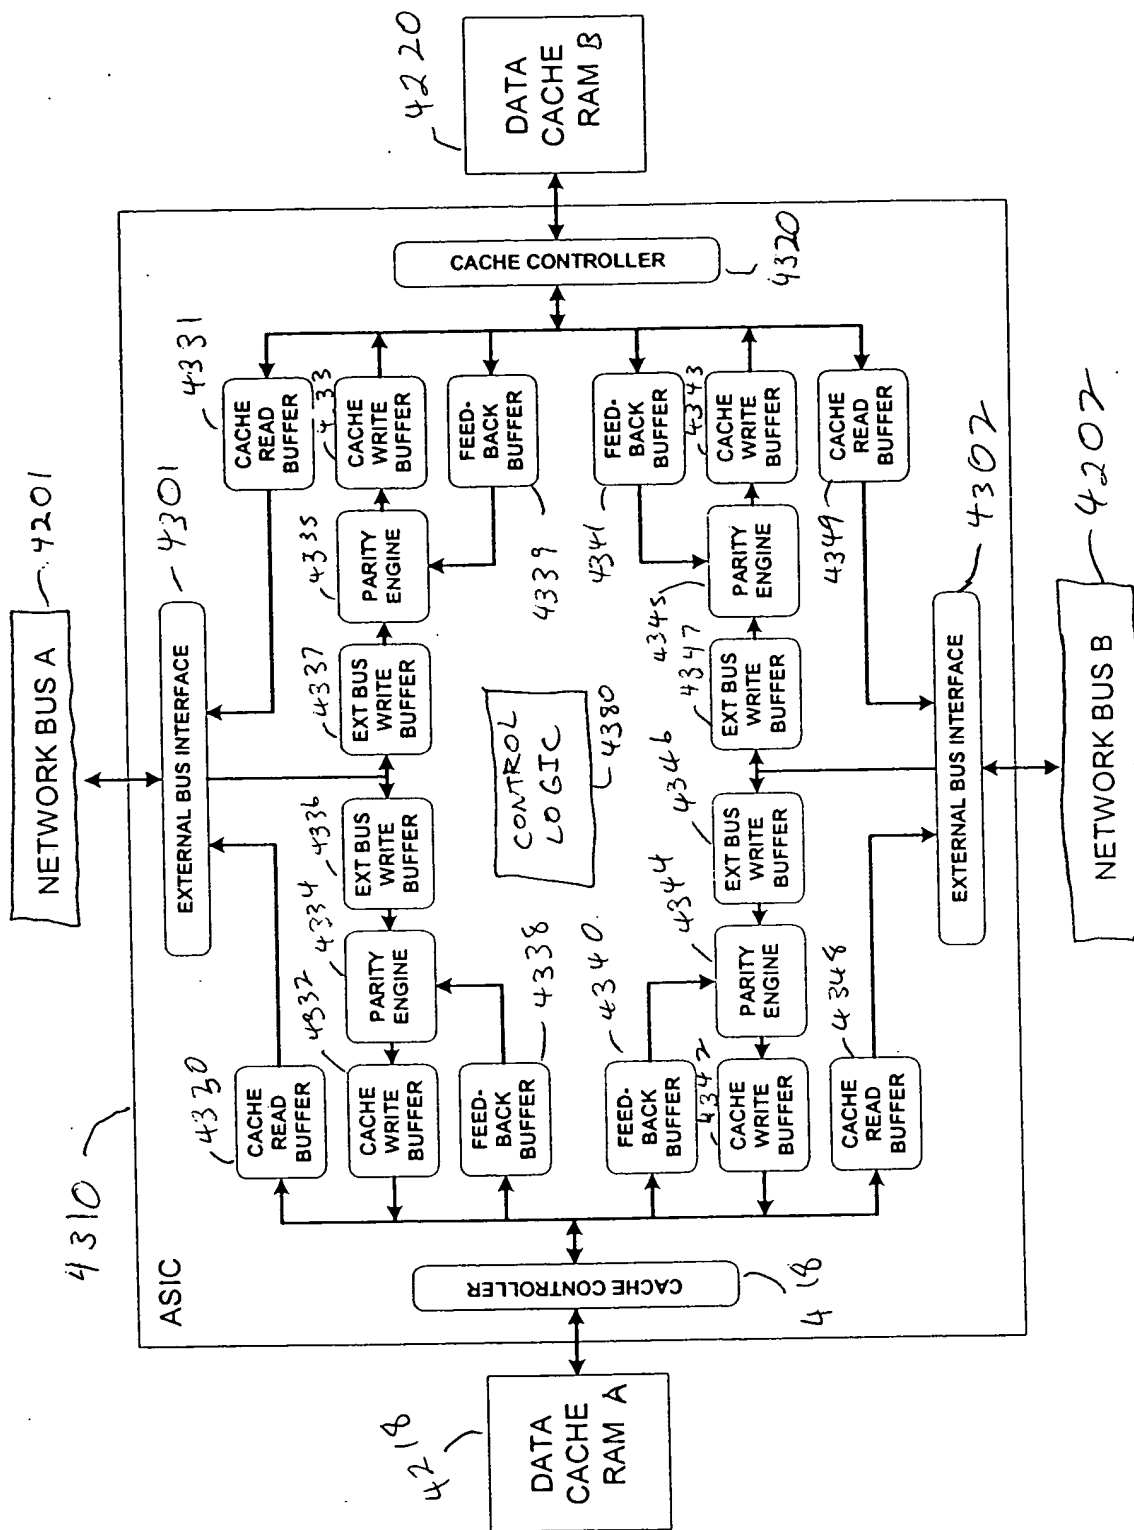 NETWORK BUS A
4201
4310
ASIC
4301
EXTERNAL BUS INTERFACE
4330
CACHE
READ
BUFFER
4331
CACHE
READ
BUFFER
4332
CACHE
WRITE
BUFFER
4334
PARITY
ENGINE
4336
EXT BUS
WRITE
BUFFER
4337
EXT BUS
WRITE
BUFFER
4335
PARITY
ENGINE
433
CACHE
WRITE
BUFFER
FEED-
BACK
BUFFER
4338
FEED-
BACK
BUFFER
4339
4218
DATA
CACHE
RAM A
CACHE CONTROLLER
4 18
CONTROL
LOGIC
4380
CACHE CONTROLLER
4320
4220
DATA
CACHE
RAM B
4340
FEED-
BACK
BUFFER
4341
FEED-
BACK
BUFFER
4342
CACHE
WRITE
BUFFER
4344
PARITY
ENGINE
4346
EXT BUS
WRITE
BUFFER
4347
EXT BUS
WRITE
BUFFER
4345
PARITY
ENGINE
4343
CACHE
WRITE
BUFFER
4348
CACHE
READ
BUFFER
4349
CACHE
READ
BUFFER
EXTERNAL BUS INTERFACE
4302
NETWORK BUS B
4202